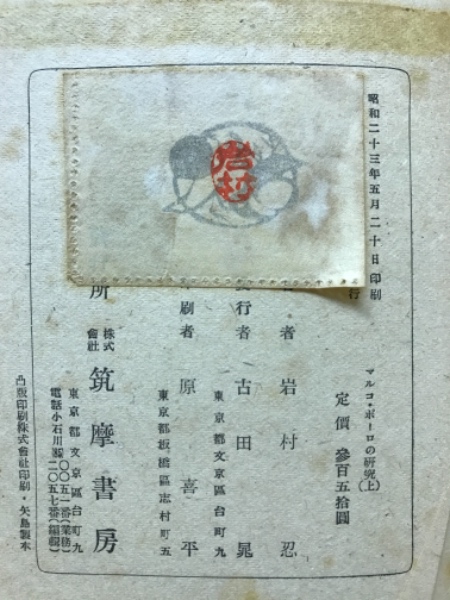 昭和二十三年五月二十日印刷
行
マルコ・ポーロの研究(上)
定價 參百五拾圓
者 岩村忍
行者 古田晁
東京都文京區台町九
刷者 原喜平
東京都板橋區志村町五
所 株式會社 筑摩書房
東京都文京區台町九
凸版印刷株式會社印刷・矢島製本
岩村